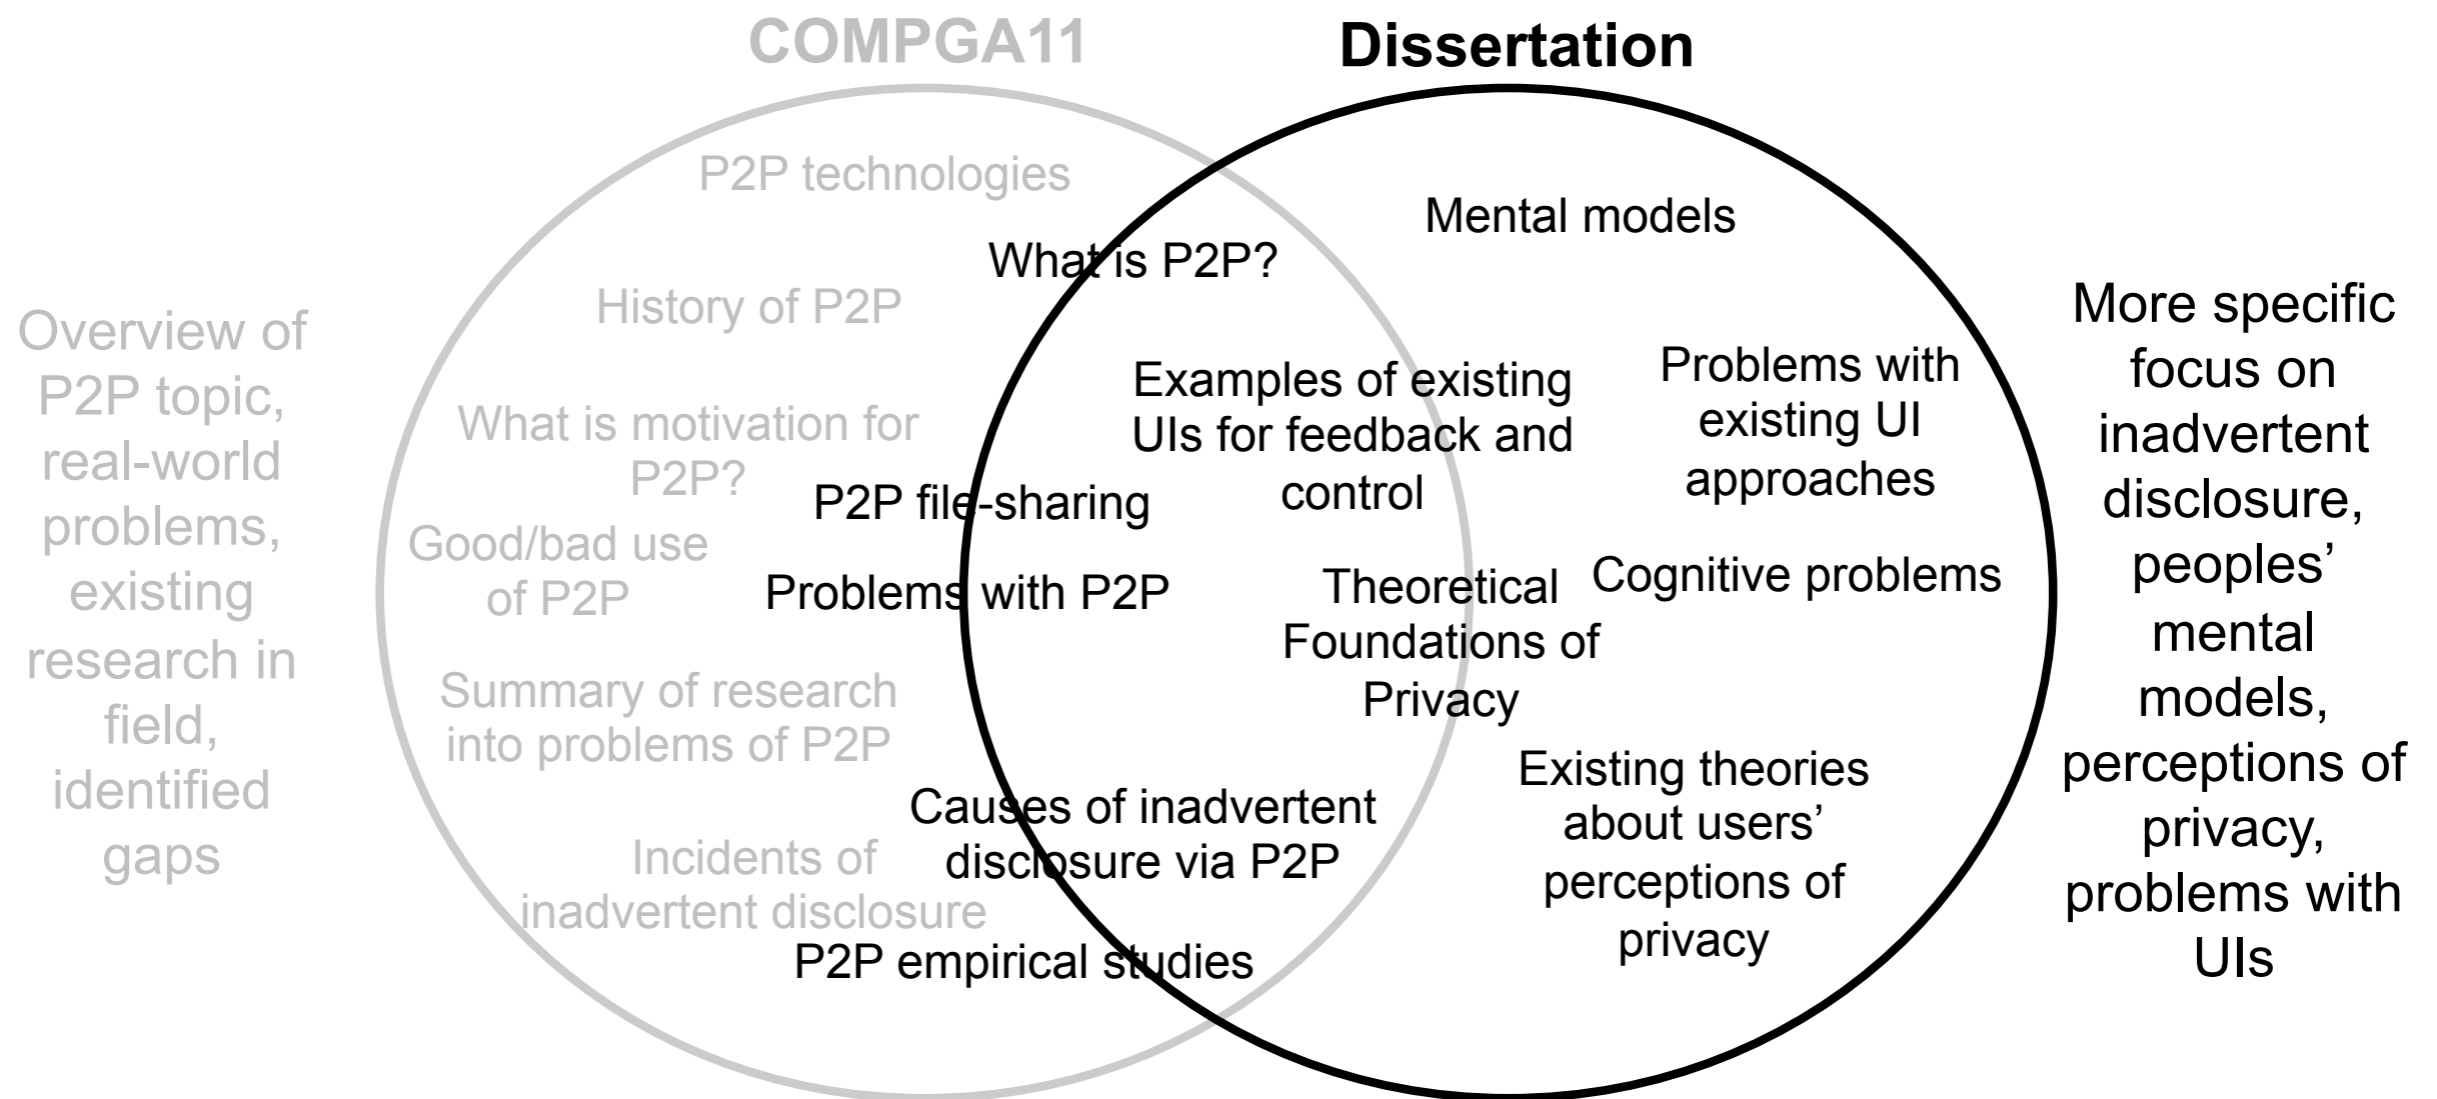 COMPGA11
Dissertation
Overview of
P2P topic,
real-world
problems,
existing
research in
field,
identified
gaps
P2P technologies
History of P2P
What is motivation for
P2P?
Good/bad use
of P2P
Summary of research
into problems of P2P
Incidents of
inadvertent disclosure
What is P2P?
Examples of existing
UIs for feedback and
control
P2P file-sharing
Problems with P2P
Theoretical
Foundations of
Privacy
Causes of inadvertent
disclosure via P2P
P2P empirical studies
Mental models
Problems with
existing UI
approaches
Cognitive problems
Existing theories
about users’
perceptions of
privacy
More specific
focus on
inadvertent
disclosure,
peoples’
mental
models,
perceptions of
privacy,
problems with
UIs